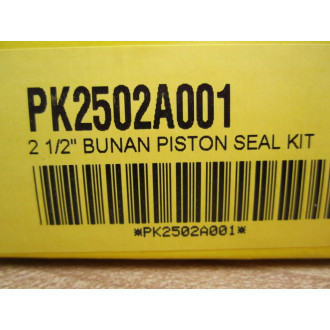 PK2502A001
2 1/2" BUNAN PISTON SEAL KIT
*PK2502A001*